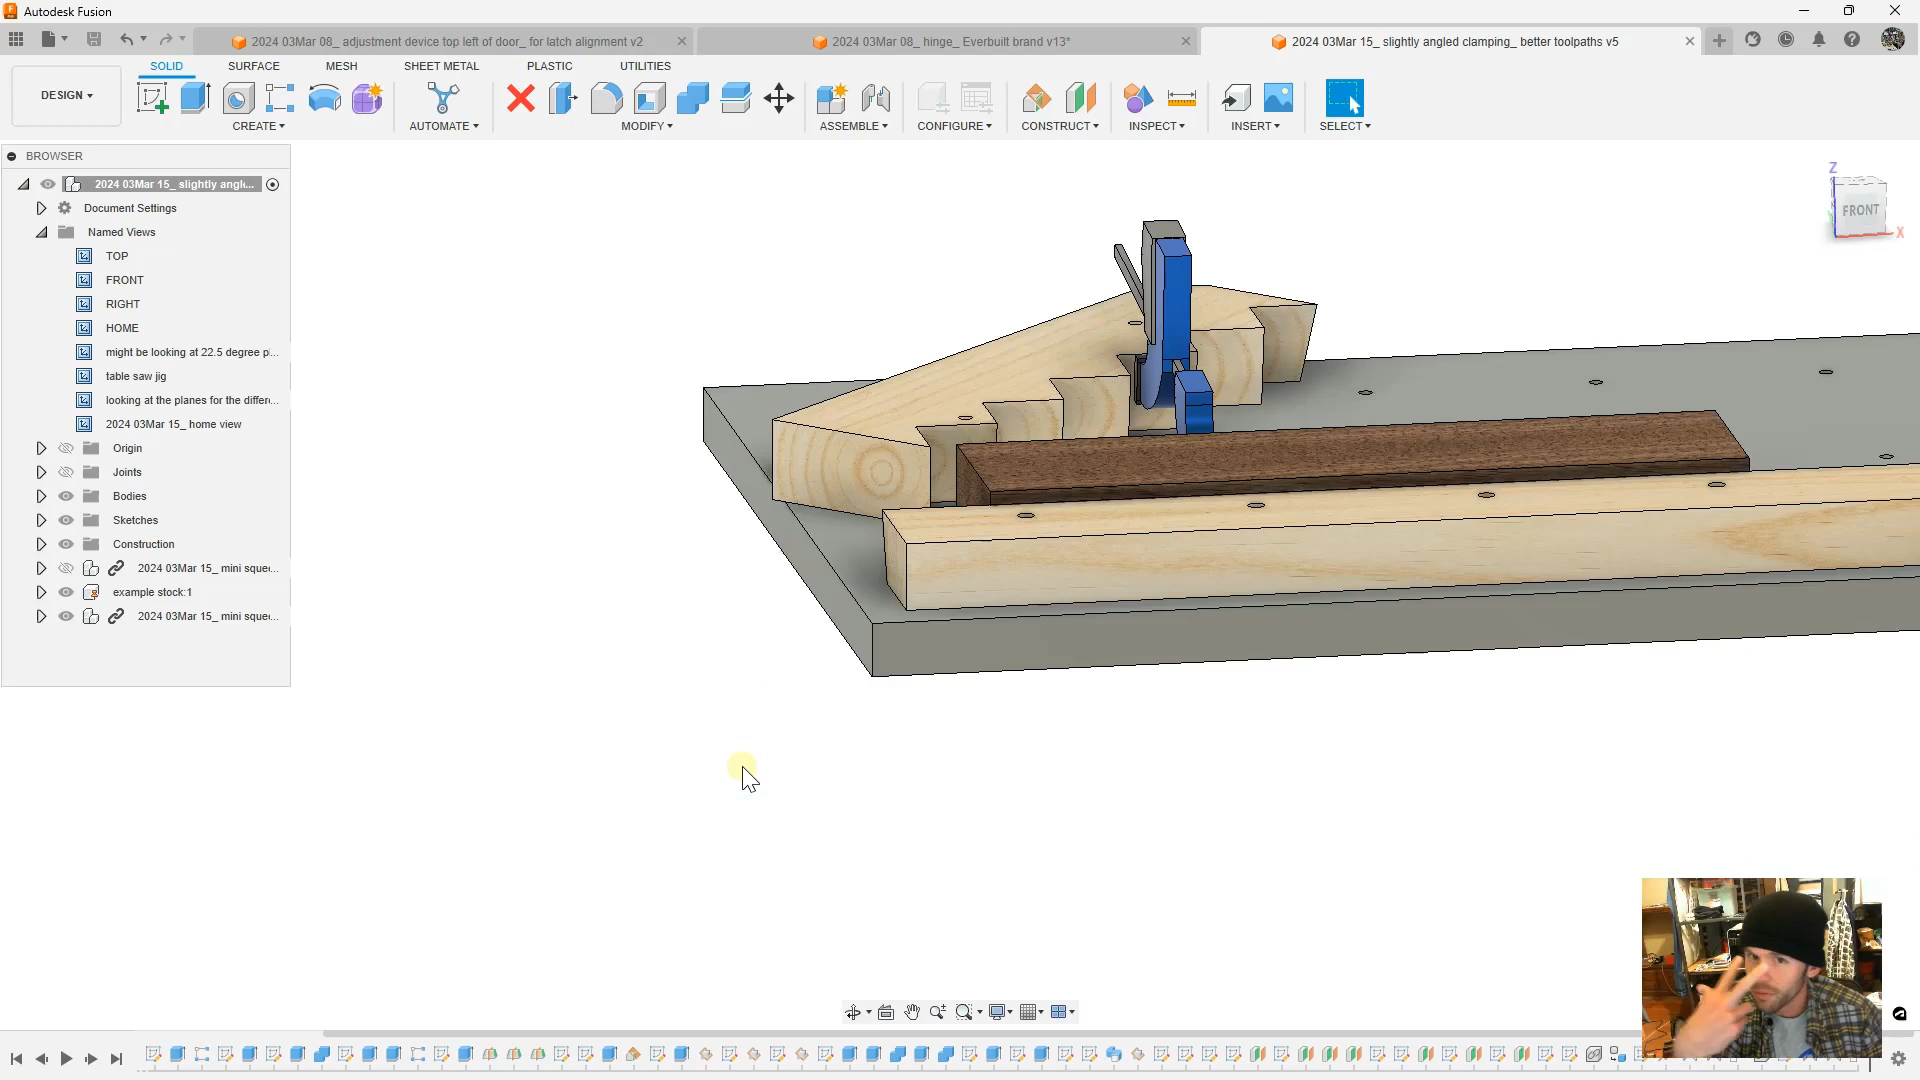 Autodesk Fusion
2024 03Mar 08_ adjustment device top left of door_ for latch alignment v2
2024 03Mar 08_ hinge_ Everbuilt brand v13*
2024 03Mar 15_ slightly angled clamping_ better toolpaths v5
SOLID SURFACE MESH SHEET METAL PLASTIC UTILITIES
DESIGN
CREATE AUTOMATE MODIFY ASSEMBLE CONFIGURE CONSTRUCT INSPECT INSERT SELECT
BROWSER
2024 03Mar 15_ slightly angl...
Document Settings
Named Views
TOP
FRONT
RIGHT
HOME
might be looking at 22.5 degree p...
table saw jig
looking at the planes for the differ...
2024 03Mar 15_ home view
Origin
Joints
Bodies
Sketches
Construction
2024 03Mar 15_ mini sque...
example stock:1
2024 03Mar 15_ mini sque...
Z
FRONT
X